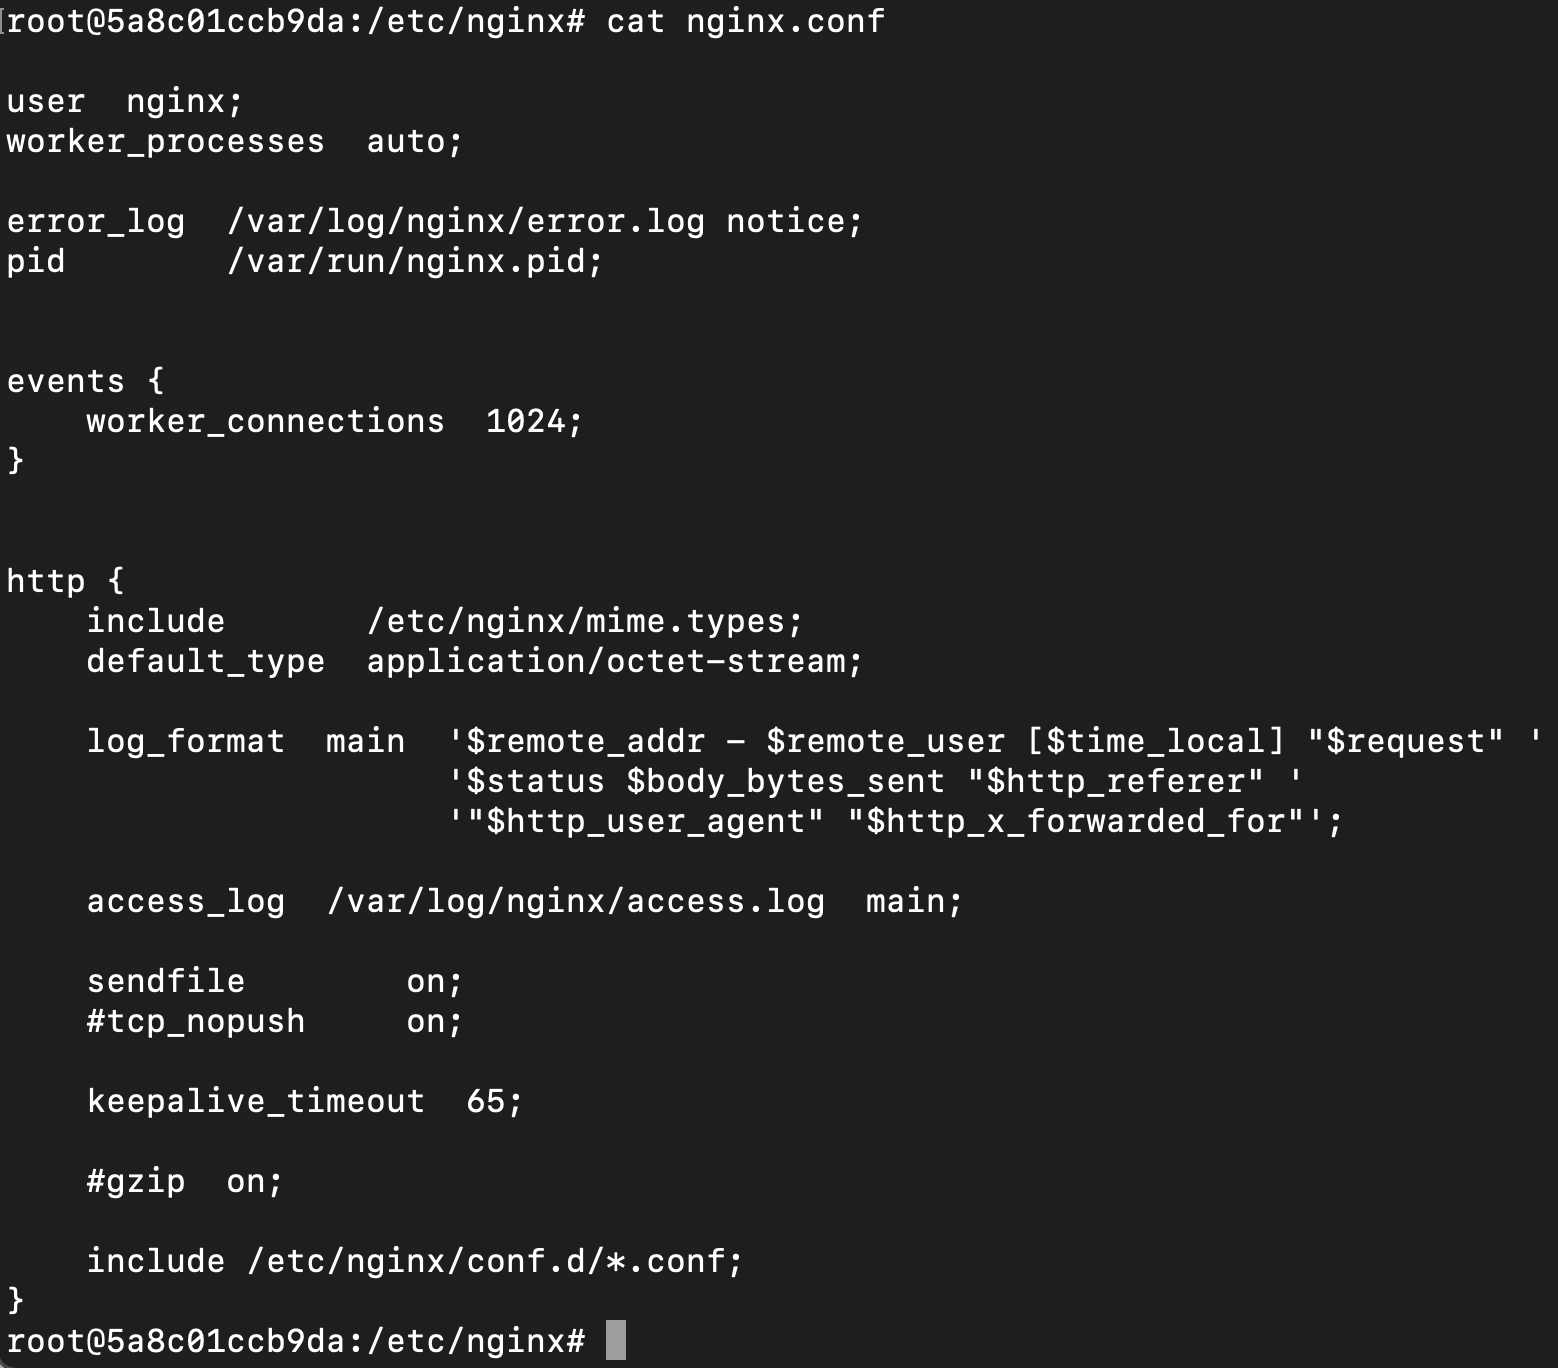 root@5a8c01ccb9da:/etc/nginx# cat nginx.conf

user  nginx;
worker_processes  auto;

error_log  /var/log/nginx/error.log notice;
pid        /var/run/nginx.pid;


events {
    worker_connections  1024;
}


http {
    include       /etc/nginx/mime.types;
    default_type  application/octet-stream;

    log_format  main  '$remote_addr - $remote_user [$time_local] "$request" '
                      '$status $body_bytes_sent "$http_referer" '
                      '"$http_user_agent" "$http_x_forwarded_for"';

    access_log  /var/log/nginx/access.log  main;

    sendfile        on;
    #tcp_nopush     on;

    keepalive_timeout  65;

    #gzip  on;

    include /etc/nginx/conf.d/*.conf;
}
root@5a8c01ccb9da:/etc/nginx#